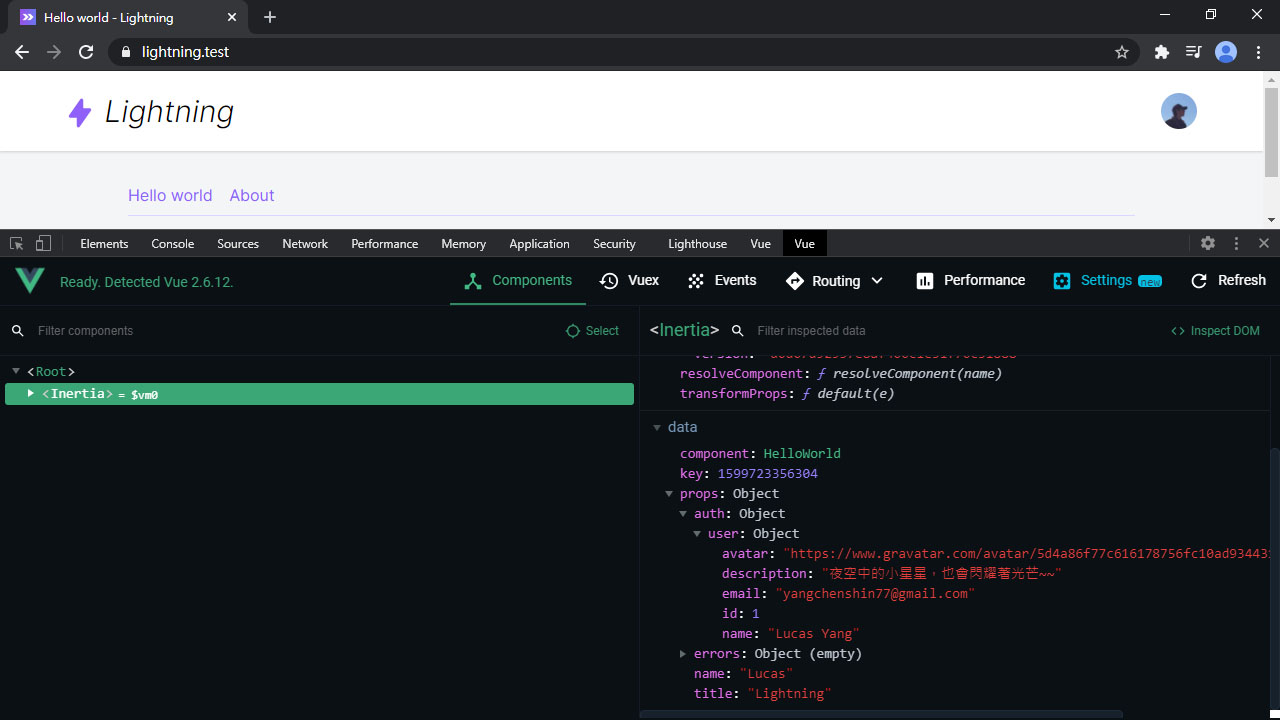 Hello world - Lightning
lightning.test
Lightning
Hello world About
Elements Console Sources Network Performance Memory Application Security Lighthouse Vue Vue
Ready. Detected Vue 2.6.12. Components Vuex Events Routing Performance Settings new Refresh
Filter components Select <Inertia> Filter inspected data <> Inspect DOM
<Root>
<Inertia> = $vm0
resolveComponent: ƒ resolveComponent(name)
transformProps: ƒ default(e)
data
component: HelloWorld
key: 1599723356304
props: Object
auth: Object
user: Object
avatar: "https://www.gravatar.com/avatar/5d4a86f77c616178756fc10ad93443
description: "夜空中的小星星，也會閃耀著光芒~~"
email: "yangchenshin77@gmail.com"
id: 1
name: "Lucas Yang"
errors: Object (empty)
name: "Lucas"
title: "Lightning"